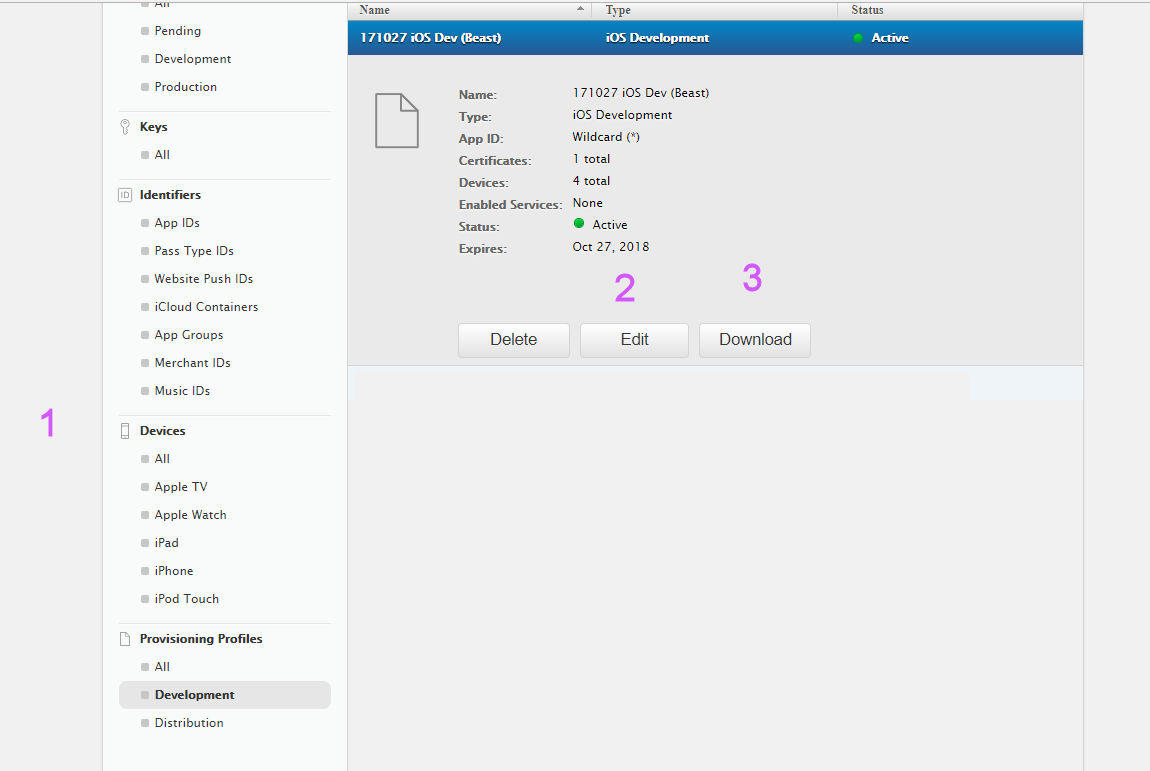 All
Pending
Development
Production
Keys
All
Identifiers
App IDs
Pass Type IDs
Website Push IDs
iCloud Containers
App Groups
Merchant IDs
Music IDs
Devices
All
Apple TV
Apple Watch
iPad
iPhone
iPod Touch
Provisioning Profiles
All
Development
Distribution
1
Name Type Status
171027 iOS Dev (Beast) iOS Development Active
Name: 171027 iOS Dev (Beast)
Type: iOS Development
App ID: Wildcard (*)
Certificates: 1 total
Devices: 4 total
Enabled Services: None
Status: Active
Expires: Oct 27, 2018
2 3
Delete Edit Download
ID